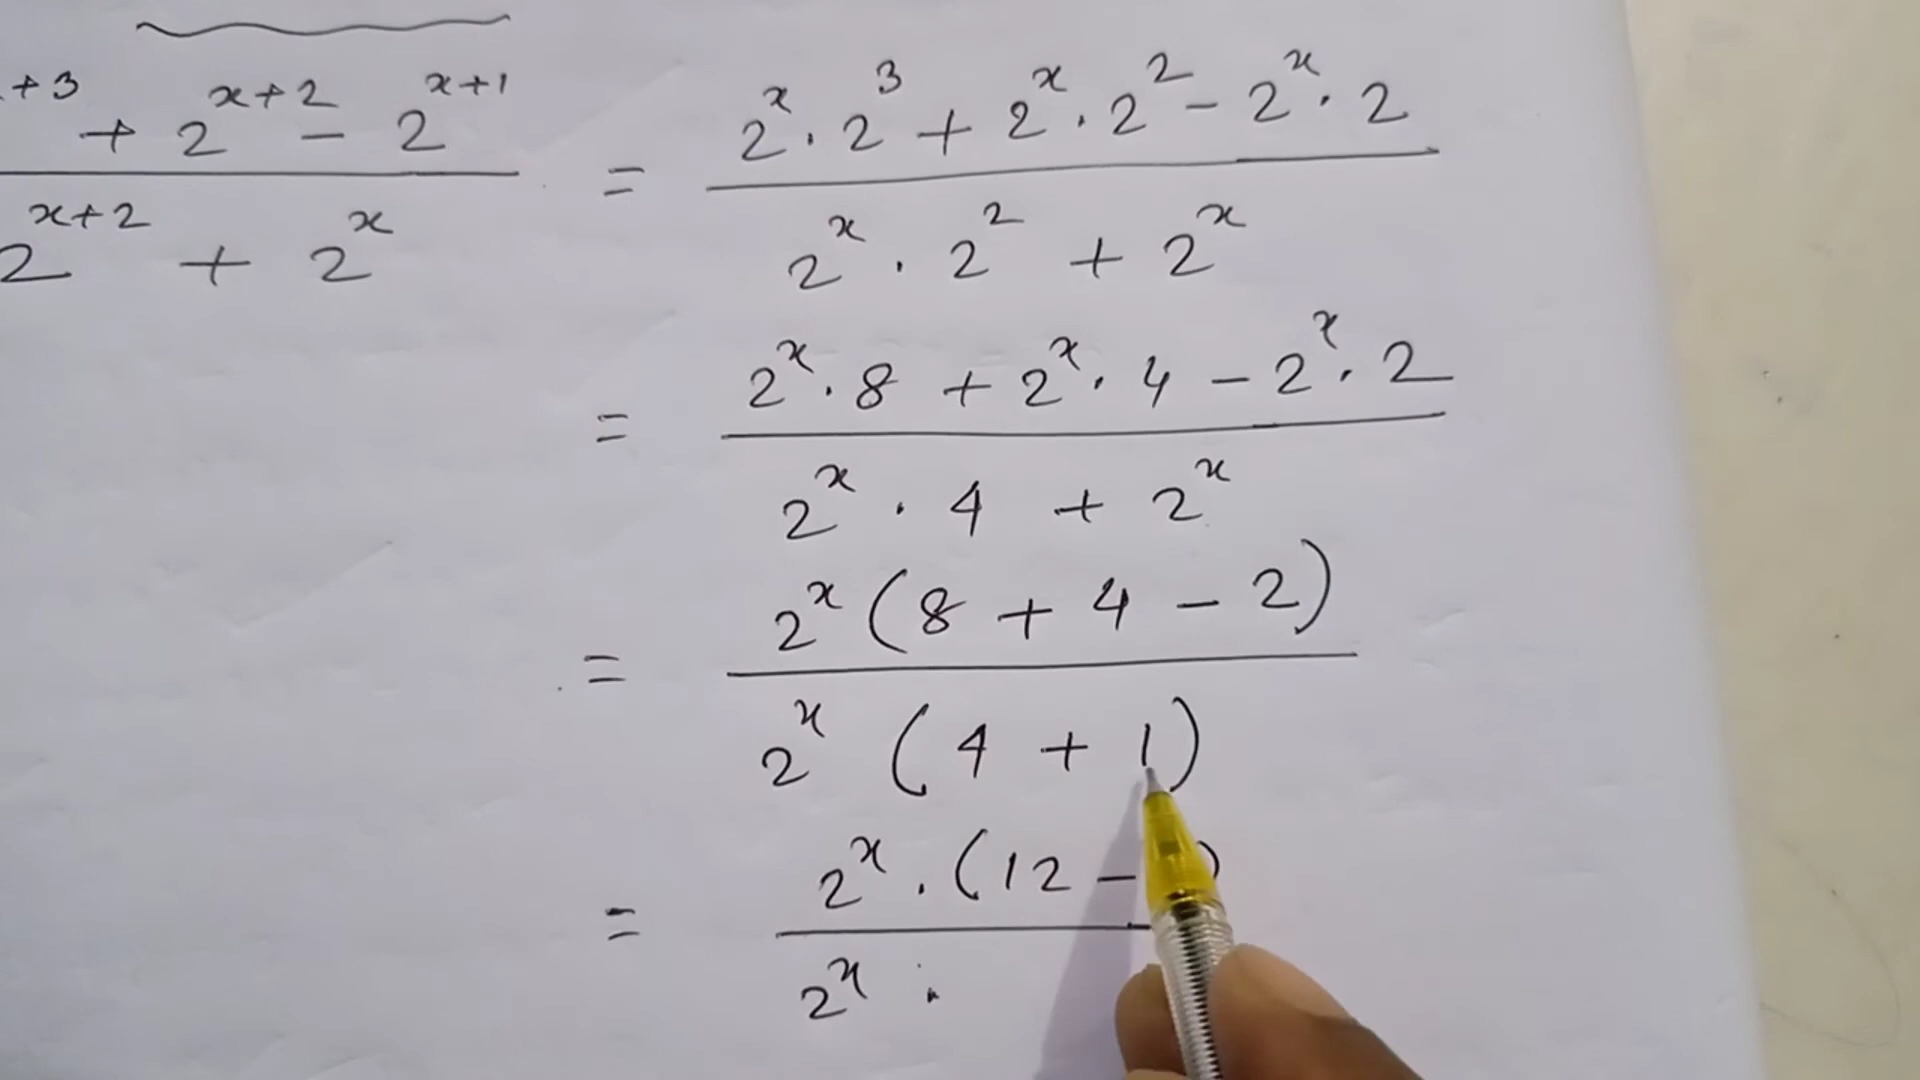 +3 + 2^{x+2} - 2^{x+1} = 2^x . 2^3 + 2^x . 2^2 - 2^x . 2
2^{x+2} + 2^x 2^x . 2^2 + 2^x
= 2^x . 8 + 2^x . 4 - 2^x . 2
2^x . 4 + 2^x
= 2^x (8 + 4 - 2)
2^x (4 + 1)
= 2^x . (12 - )
2^x .